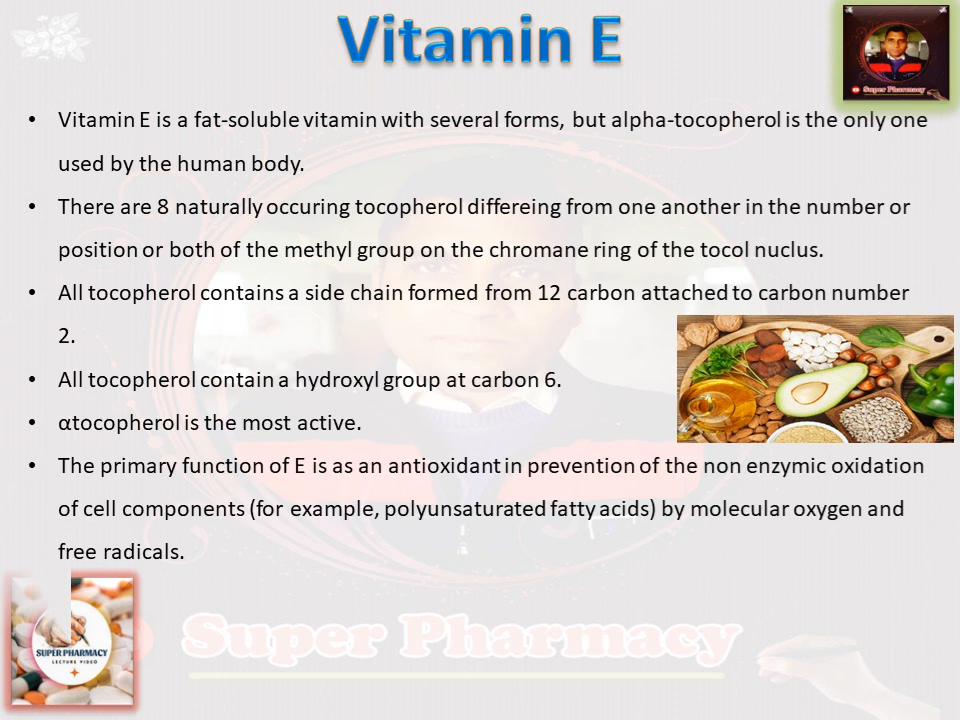 Vitamin E
Super Pharmacy
• Vitamin E is a fat-soluble vitamin with several forms, but alpha-tocopherol is the only one
used by the human body.
• There are 8 naturally occuring tocopherol differeing from one another in the number or
position or both of the methyl group on the chromane ring of the tocol nuclus.
• All tocopherol contains a side chain formed from 12 carbon attached to carbon number
2.
• All tocopherol contain a hydroxyl group at carbon 6.
• αtocopherol is the most active.
• The primary function of E is as an antioxidant in prevention of the non enzymic oxidation
of cell components (for example, polyunsaturated fatty acids) by molecular oxygen and
free radicals.
SUPER PHARMACY
LECTURE VIDEO
Super Pharmacy